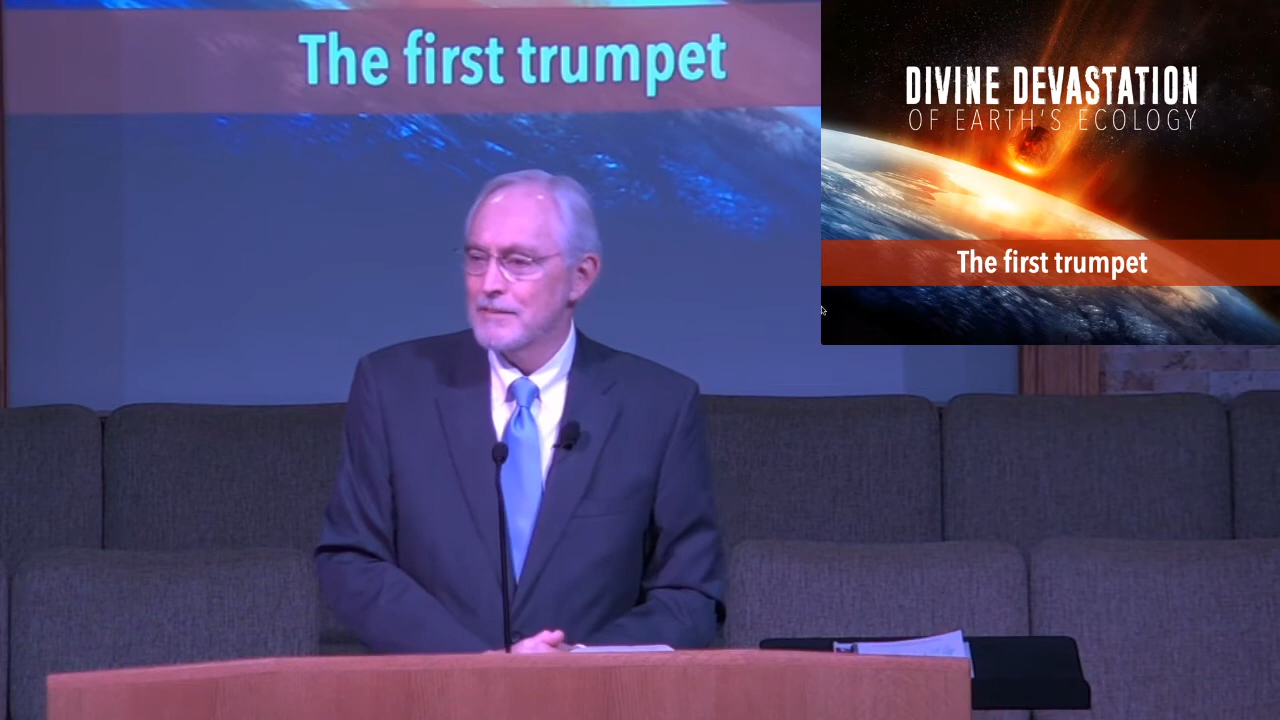 The first trumpet
DIVINE DEVASTATION
OF EARTH'S ECOLOGY
The first trumpet